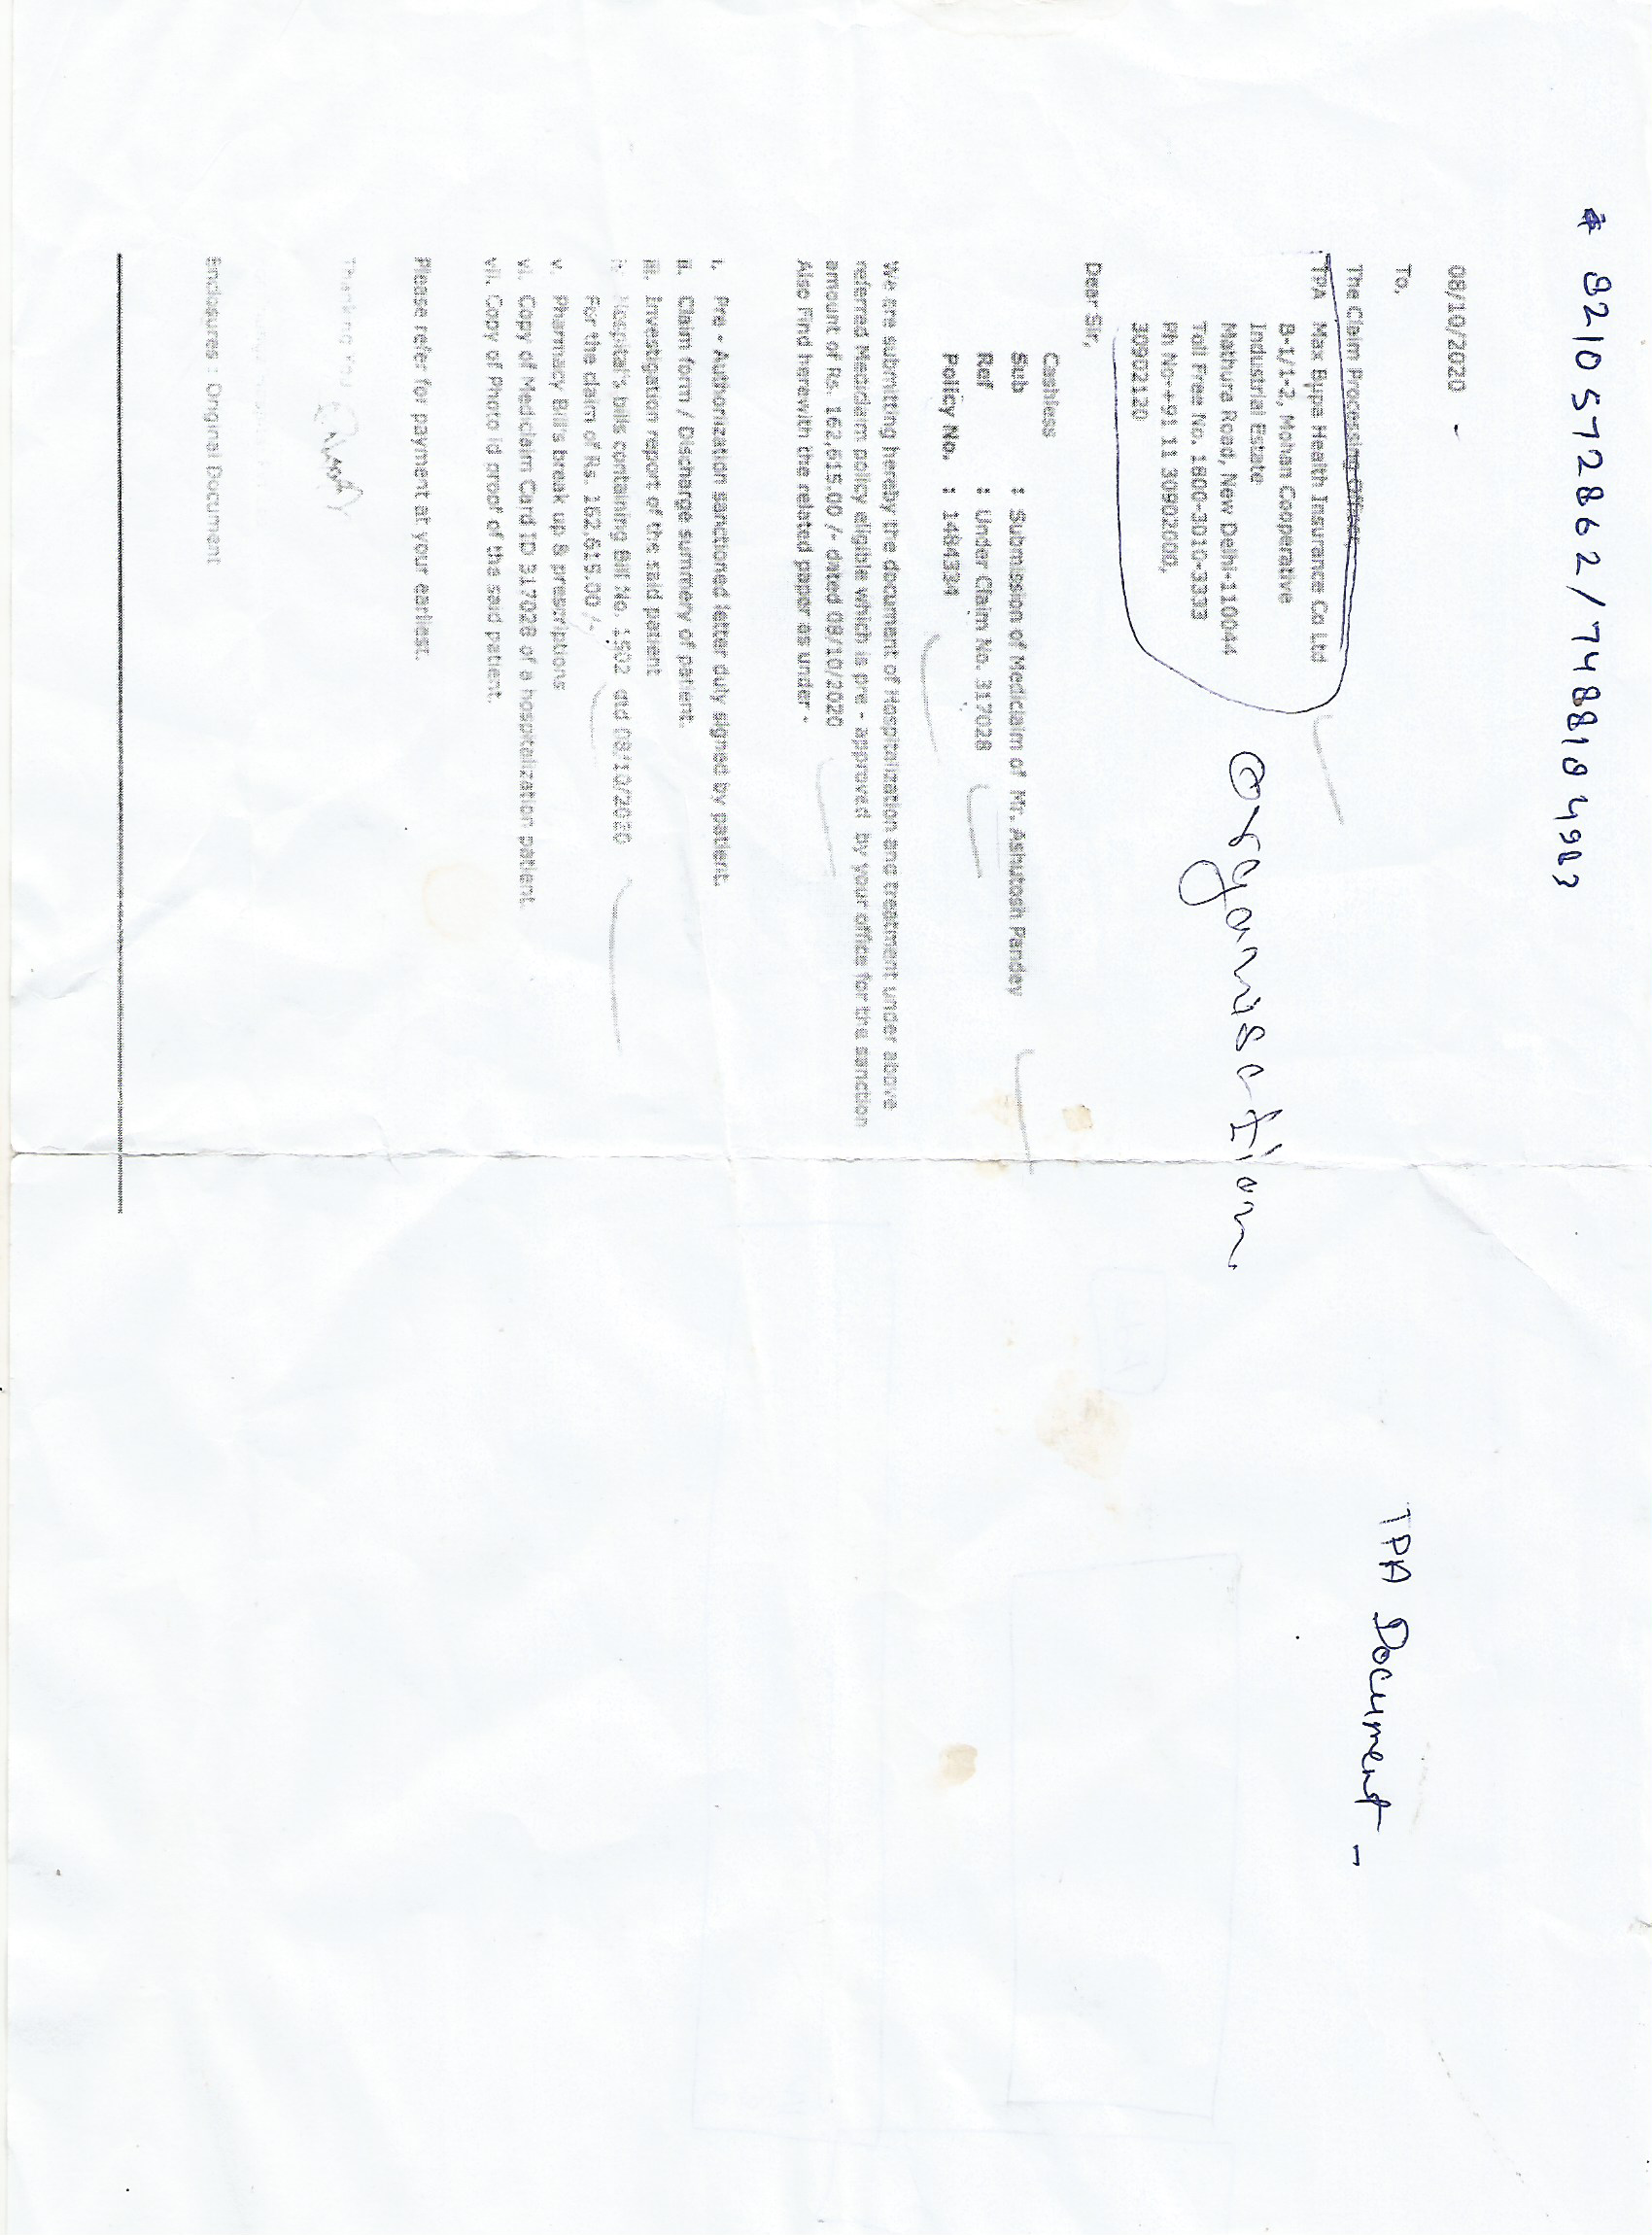 * 8210572862/7488104983
08/10/2020 -
To,
The Claim Processing Officer
TPA Max Bupa Health Insurance Co Ltd
B-1/1-2, Mohan Cooperative
Industrial Estate
Mathura Road, New Delhi-110044
Toll Free No. 1800-3010-3333
Ph No-+91 11 30902000,
30902120
Organisation
TPA Document -
Dear Sir,
Cashless
Sub : Submission of Mediclaim of Mr. Ashutosh Pandey
Ref : Under Claim No. 317028
Policy No. : 1484334
We are submitting hereby the document of Hospitalization and treatment under above
referred Mediclaim policy eligible which is pre - approved by your office for the sanction
amount of Rs. 162,615.00 /- dated 08/10/2020
Also Find herewith the related paper as under -
i. Pre - Authorization sanctioned letter duly signed by patient.
ii. Claim form / Discharge summery of patient.
iii. Investigation report of the said patient
iv Hospital's bills containing Bill No. 1502 dtd 08/10/2020
For the claim of Rs. 162,615.00 /-
v. Pharmacy Bill's break up & prescriptions
vi. Copy of Mediclaim Card ID 317028 of a hospitalization patient.
vii. Copy of Phono id proof of the said patient.
Please refer for payment at your earliest.
Thanking You
Enclosures : Original Document